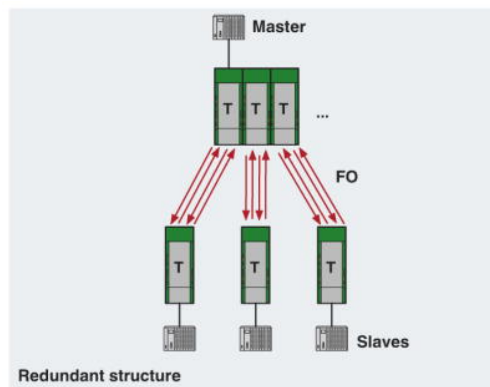 Master
T T T
...
FO
T T T
Slaves
Redundant structure